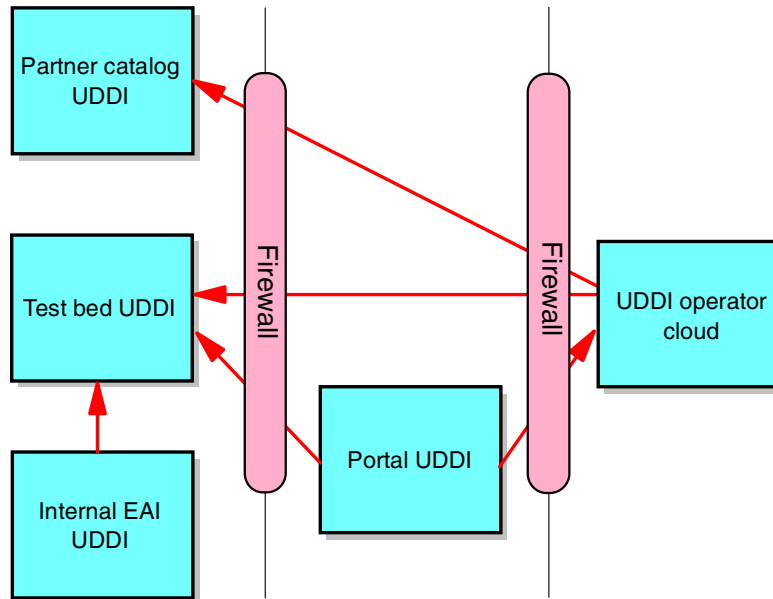 Partner catalog
UDDI
Firewall
Firewall
Test bed UDDI
UDDI operator
cloud
Portal UDDI
Internal EAI
UDDI